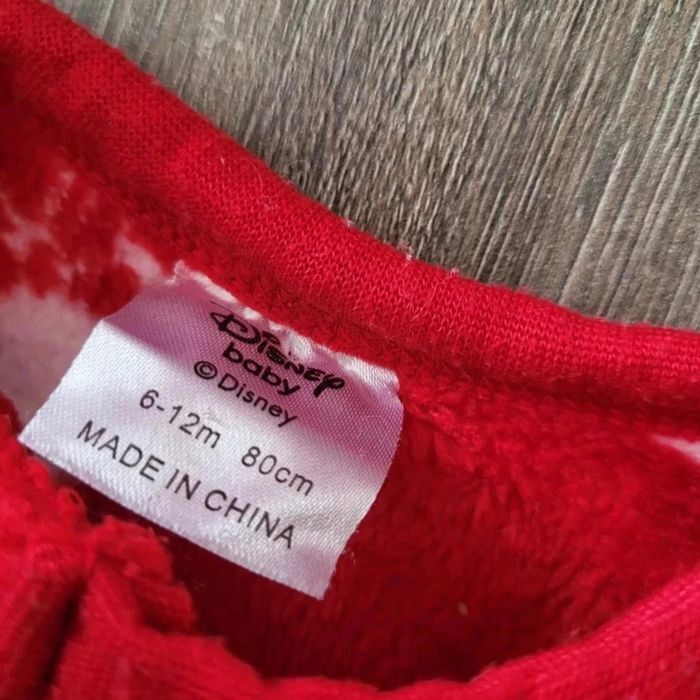 Disney
baby
©Disney
6-12m 80cm
MADE IN CHINA